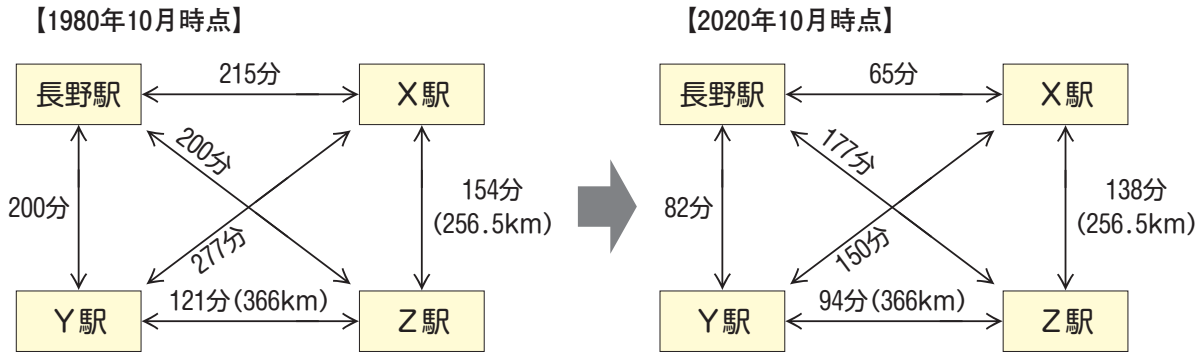 【1980年10月時点】
長野駅
215分
X駅
200分
200分
277分
154分
(256.5km)
Y駅
121分(366km)
Z駅
【2020年10月時点】
長野駅
65分
X駅
82分
177分
150分
138分
(256.5km)
Y駅
94分(366km)
Z駅